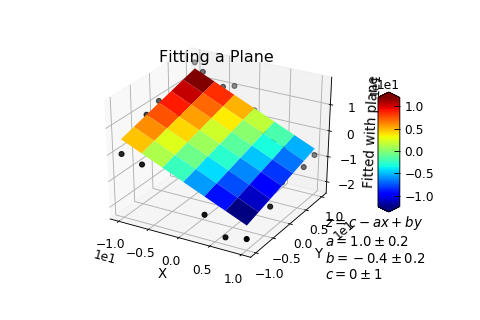 Fitting a Plane
1e1
1.0
0.5
0.0
−0.5
−1.0
Fitted with plane
1
0
−1
−2
1.0
0.5
0.0
−0.5
−1.0
1e1
Y
−1.0
−0.5
0.0
0.5
1.0
1e1
X
z = c − ax + by
a = 1.0 ± 0.2
b = − 0.4 ± 0.2
c = 0 ± 1